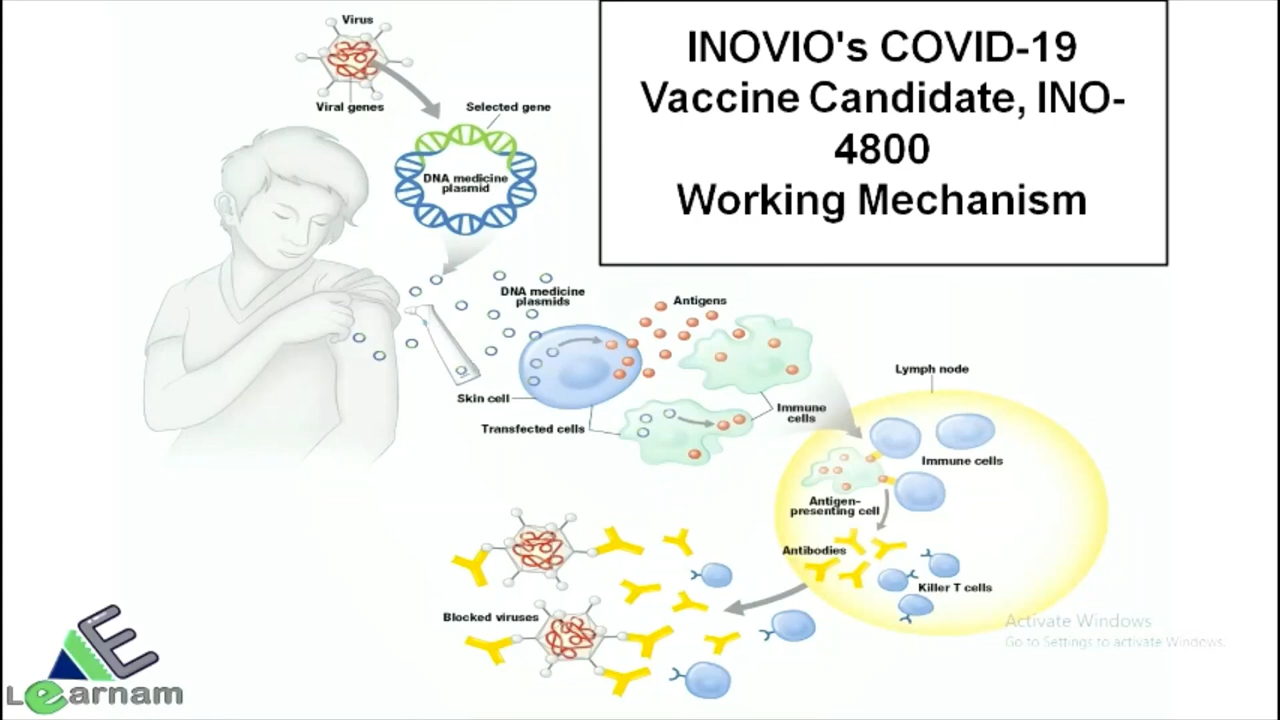 INOVIO's COVID-19
Vaccine Candidate, INO-
4800
Working Mechanism
Virus
Viral genes
Selected gene
DNA medicine
plasmid
DNA medicine
plasmids
Antigens
Skin cell
Transfected cells
Immune
cells
Lymph node
Immune cells
Antigen-
presenting cell
Antibodies
Killer T cells
Blocked viruses
Activate Windows
Go to Settings to activate Windows.
E
Learnam